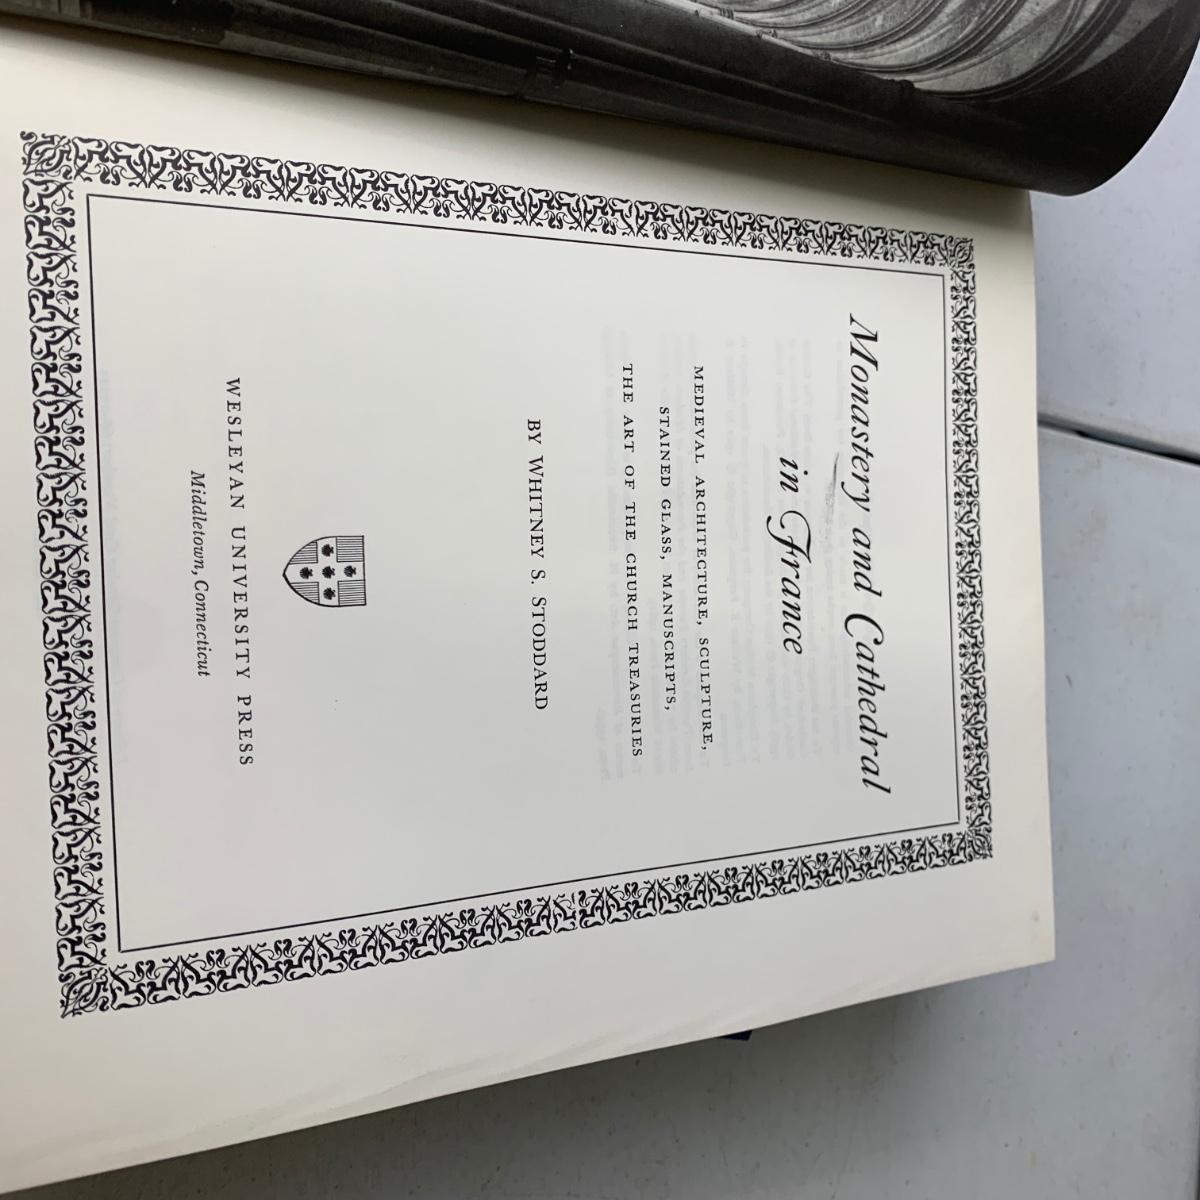 Monastery and Cathedral
in France
MEDIEVAL ARCHITECTURE, SCULPTURE,
STAINED GLASS, MANUSCRIPTS,
THE ART OF THE CHURCH TREASURIES
BY WHITNEY S. STODDARD
WESLEYAN UNIVERSITY PRESS
Middletown, Connecticut